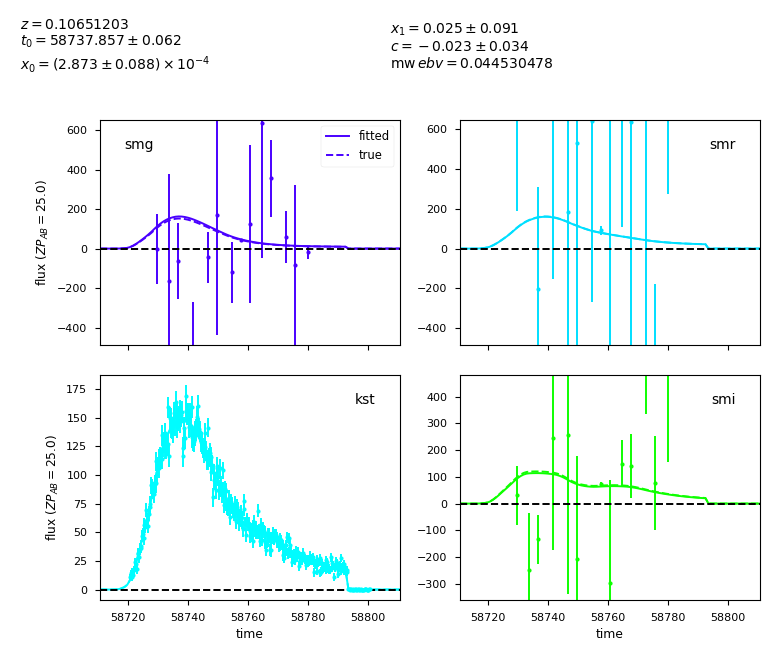 z = 0.10651203
t₀ = 58737.857 ± 0.062
x₀ = (2.873 ± 0.088) × 10⁻⁴
x₁ = 0.025 ± 0.091
c = −0.023 ± 0.034
mw ebv = 0.044530478
smg
fitted
true
600
400
200
0
−200
−400
flux (ZP_AB = 25.0)
smr
600
400
200
0
−200
−400
kst
175
150
125
100
75
50
25
0
flux (ZP_AB = 25.0)
58720 58740 58760 58780 58800
time
smi
400
300
200
100
0
−100
−200
−300
58720 58740 58760 58780 58800
time